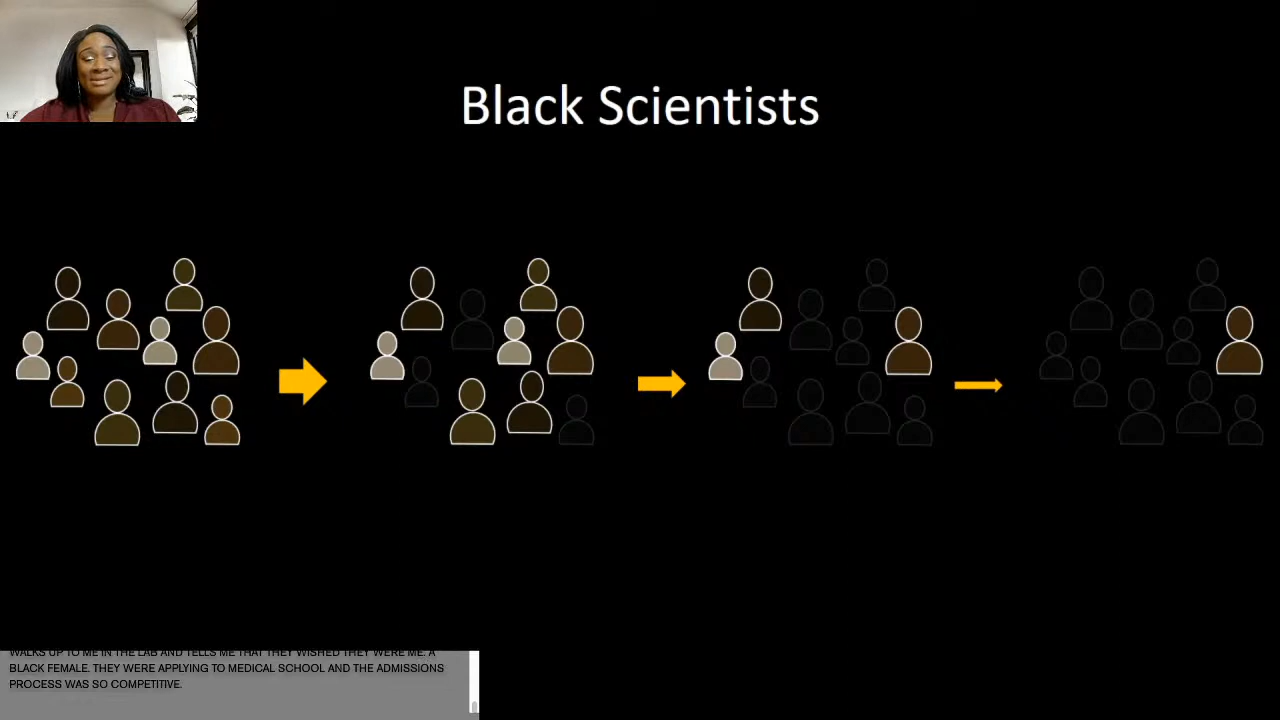 Black Scientists
WALKS UP TO ME IN THE LAB AND TELLS ME THAT THEY WISHED THEY WERE ME. A
BLACK FEMALE. THEY WERE APPLYING TO MEDICAL SCHOOL AND THE ADMISSIONS
PROCESS WAS SO COMPETITIVE.